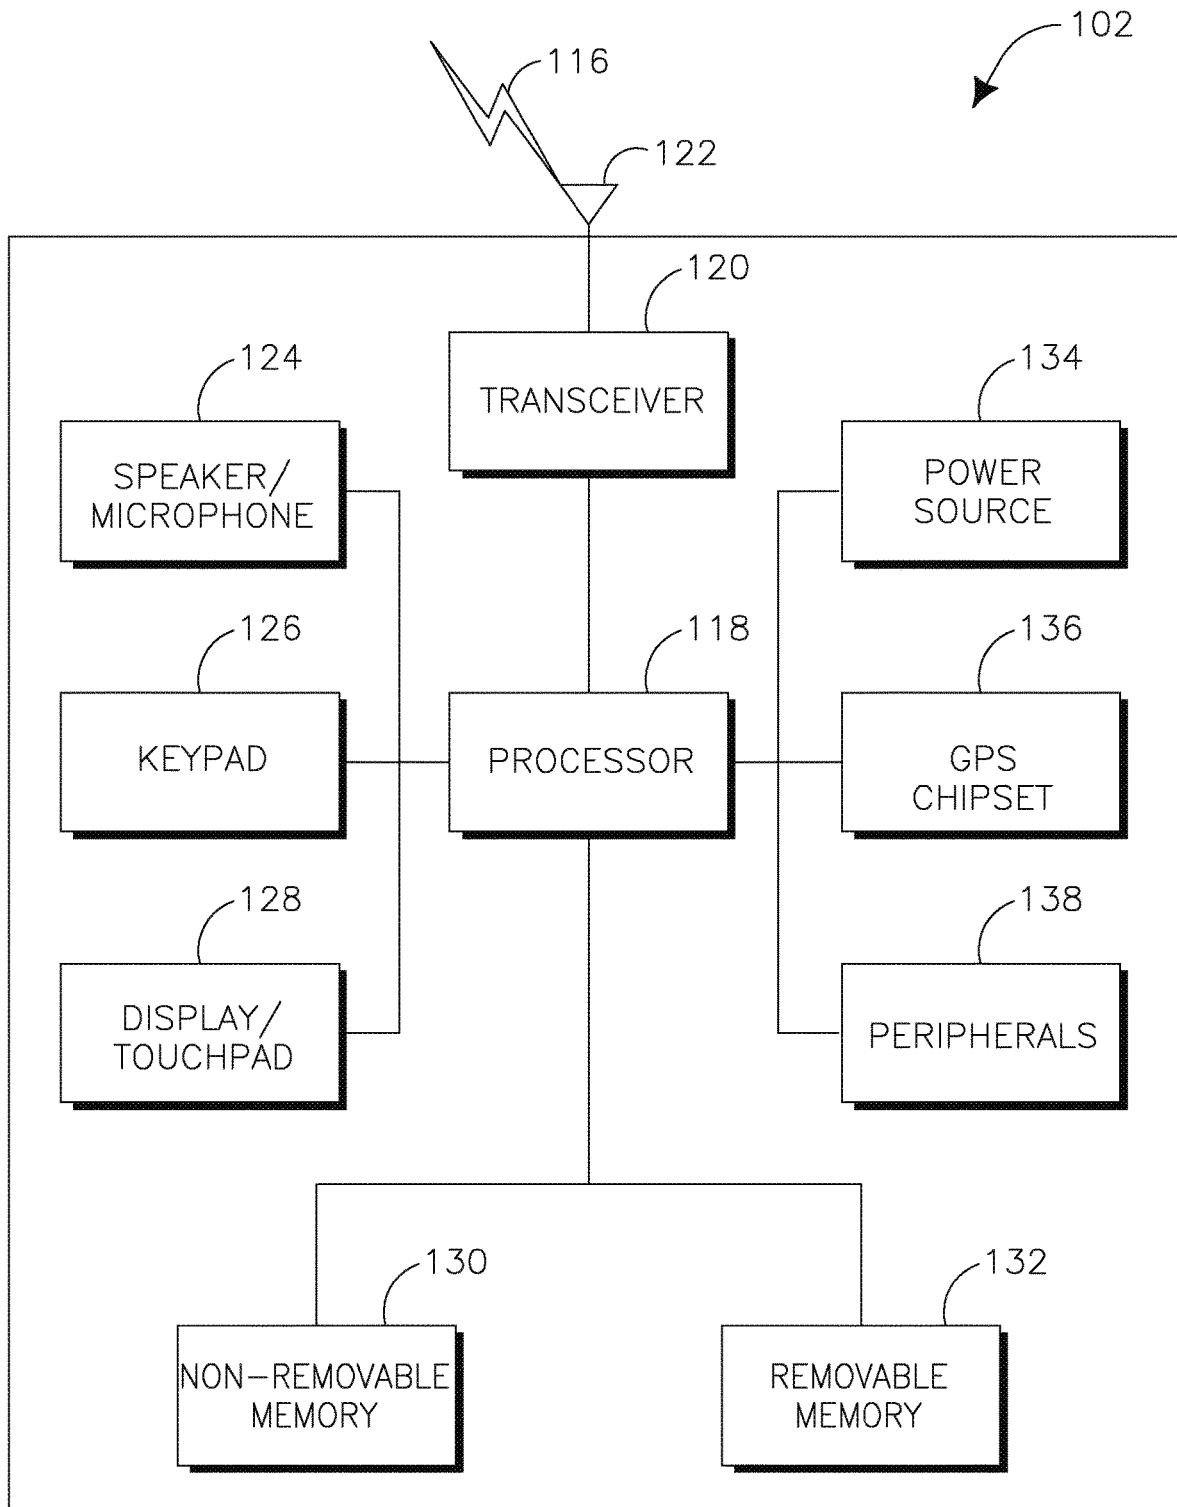 102
116
122
120
TRANSCEIVER
124
SPEAKER/
MICROPHONE
134
POWER
SOURCE
126
KEYPAD
118
PROCESSOR
136
GPS
CHIPSET
128
DISPLAY/
TOUCHPAD
138
PERIPHERALS
130
NON-REMOVABLE
MEMORY
132
REMOVABLE
MEMORY